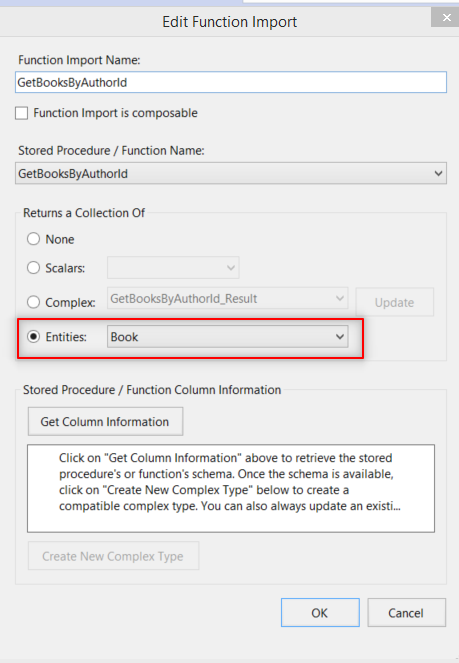 Edit Function Import
Function Import Name:
GetBooksByAuthorId
Function Import is composable
Stored Procedure / Function Name:
GetBooksByAuthorId
Returns a Collection Of
None
Scalars:
Complex: GetBooksByAuthorId_Result Update
Entities: Book
Stored Procedure / Function Column Information
Get Column Information
Click on "Get Column Information" above to retrieve the stored
procedure's or function's schema. Once the schema is available,
click on "Create New Complex Type" below to create a
compatible complex type. You can also always update an existi...
Create New Complex Type
OK Cancel